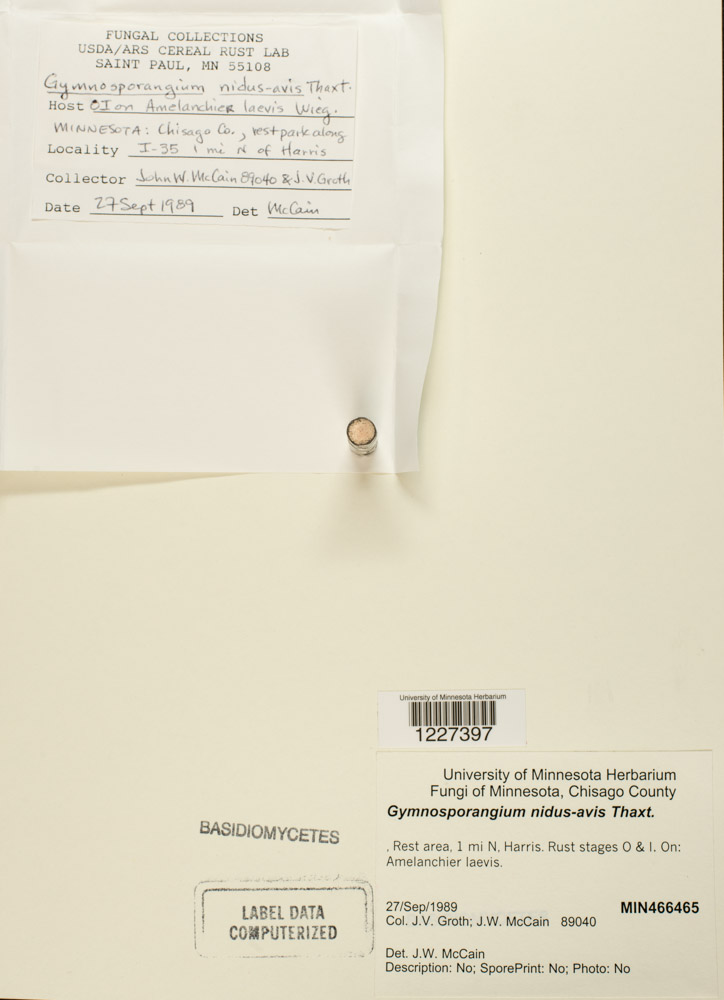 FUNGAL COLLECTIONS
USDA/ARS CEREAL RUST LAB
SAINT PAUL, MN 55108
Gymnosporangium nidus-avis Thaxt.
Host OI on Amelanchier laevis Wieg.
MINNESOTA: Chisago Co., rest park along
Locality I-35 1 mi N of Harris
Collector John W. McCain 89040 & J.V. Groth
Date 27 Sept 1989 Det McCain
University of Minnesota Herbarium
1227397
University of Minnesota Herbarium
Fungi of Minnesota, Chisago County
Gymnosporangium nidus-avis Thaxt.
, Rest area, 1 mi N, Harris. Rust stages O & I. On:
Amelanchier laevis.
27/Sep/1989 MIN466465
Col. J.V. Groth; J.W. McCain 89040
Det. J.W. McCain
Description: No; SporePrint: No; Photo: No
BASIDIOMYCETES
LABEL DATA
COMPUTERIZED